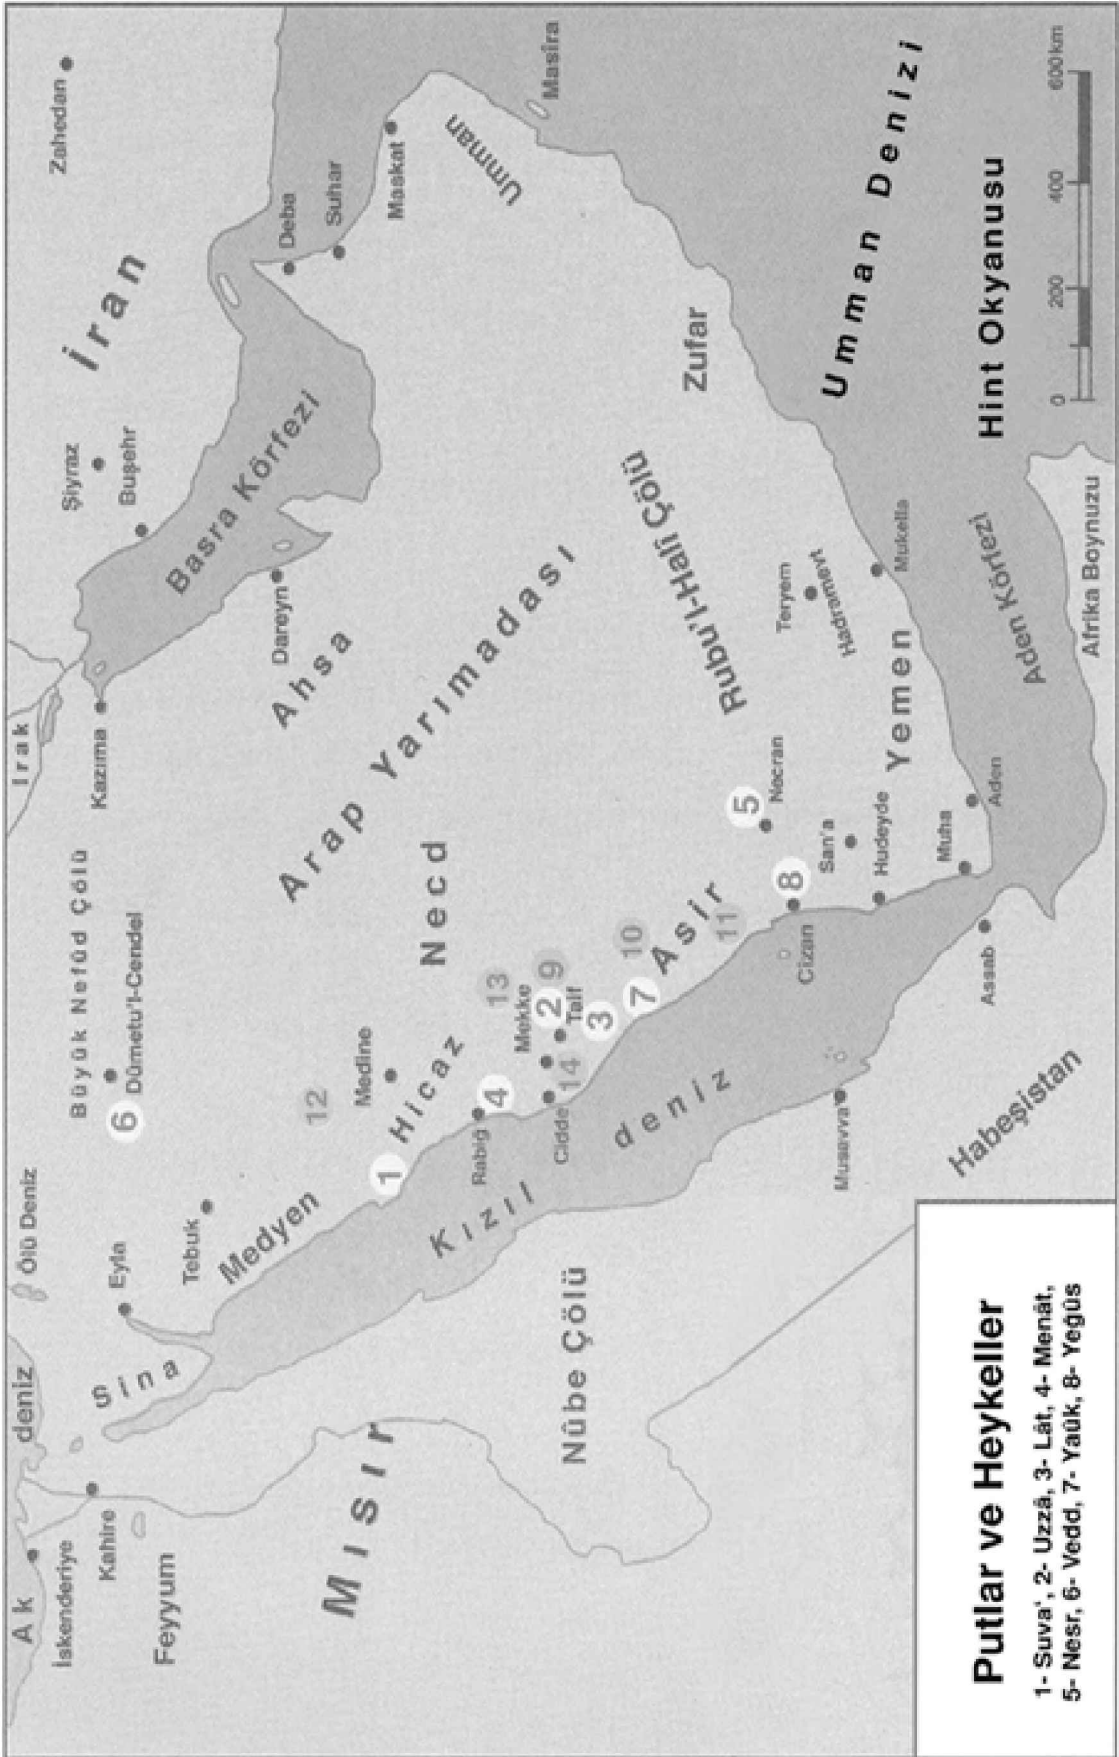 Ak deniz
Ölü Deniz
Irak
İskenderiye
Kahire
Feyyum
Sina
Eyla
Tebuk
Büyük Nefûd Çölü
6
Dûmetu'l-Cendel
Kazıma
Şiyraz
Buşehr
İran
Zahedan
Basra Körfezi
Dareyn
Ahsa
Deba
Suhar
Maskat
Umman
Masîra
Mısır
Medyen
12
Medine
1
Hicaz
Necd
Arap Yarımadası
Rabiğ
4
13
Mekke
2
9
Taif
Cidde
14
3
7
10
Asir
11
Kızıl deniz
Nûbe Çölü
Rubu'l-Hali Çölü
Zufar
5
Necran
8
Cîzan
San'a
Hudeyde
Yemen
Teryem
Hadramevt
Mukella
Muha
Aden
Aden Körfezi
Umman Denizi
Hint Okyanusu
Musavva
Habeşistan
Assab
Afrika Boynuzu
0 200 400 600km
Putlar ve Heykeller
1- Suva', 2- Uzzâ, 3- Lât, 4- Menât,
5- Nesr, 6- Vedd, 7- Yaûk, 8- Yeğûs